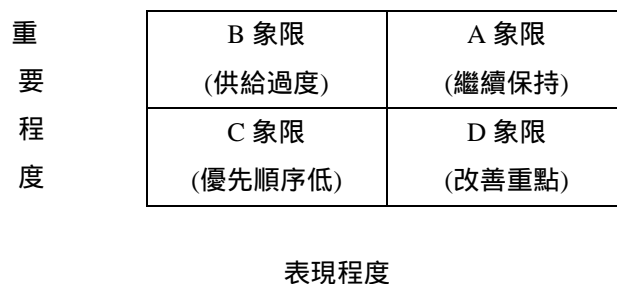 重要程度
B 象限
(供給過度)
A 象限
(繼續保持)
C 象限
(優先順序低)
D 象限
(改善重點)
表現程度